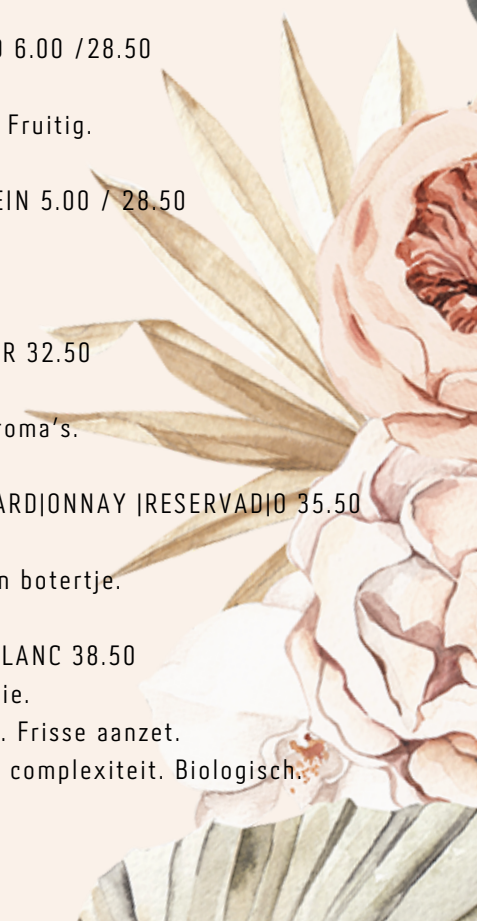 6.00 /28.50
Fruitig.
EIN 5.00 / 28.50
R 32.50
roma's.
ARD|ONNAY |RESERVAD|O 35.50
n botertje.
LANC 38.50
ie.
. Frisse aanzet.
complexiteit. Biologisch.